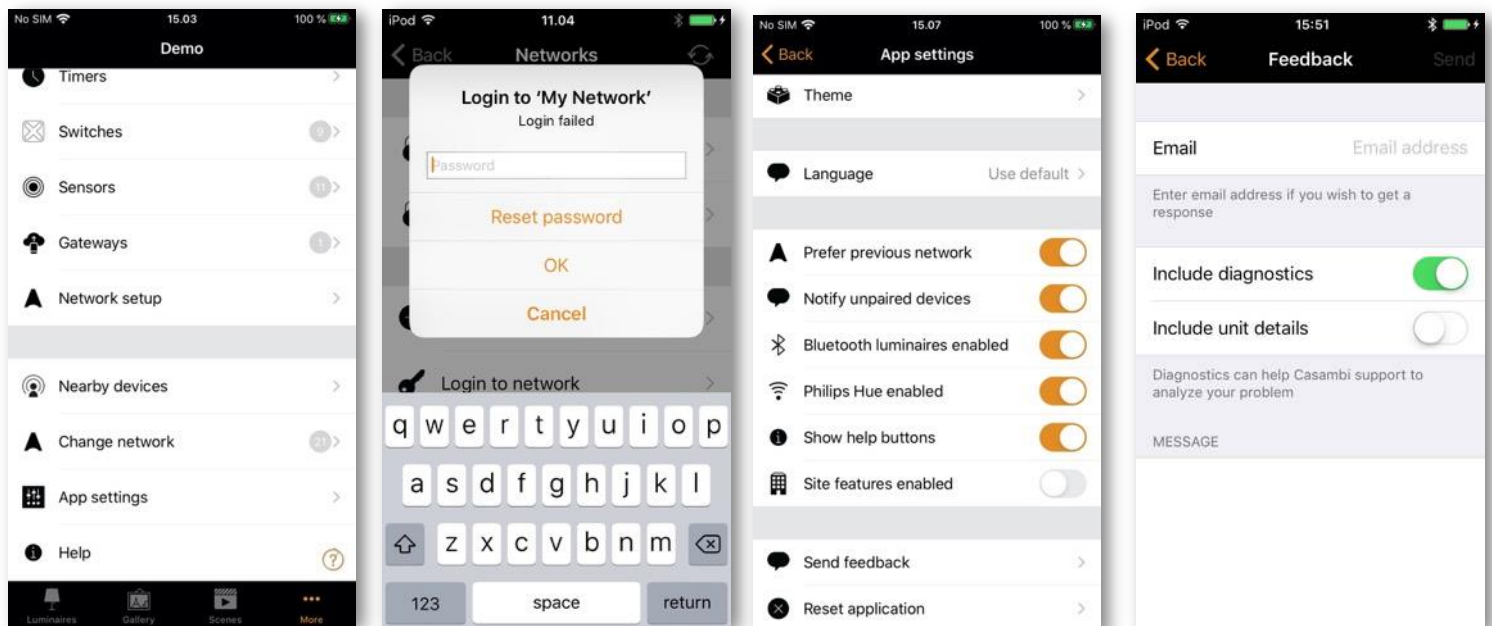 No SIM 15.03 100 %
Demo
Timers
Switches 9
Sensors 11
Gateways 1
Network setup
Nearby devices
Change network 21
App settings
Help ?
Luminaires Gallery Scenes More
iPod 11.04
Back Networks
Login to ‘My Network’
Login failed
Password
Reset password
OK
Cancel
Login to network
q w e r t y u i o p
a s d f g h j k l
z x c v b n m
123 space return
No SIM 15.07 100 %
Back App settings
Theme
Language Use default
Prefer previous network
Notify unpaired devices
Bluetooth luminaires enabled
Philips Hue enabled
Show help buttons
Site features enabled
Send feedback
Reset application
iPod 15:51
Back Feedback Send
Email Email address
Enter email address if you wish to get a
response
Include diagnostics
Include unit details
Diagnostics can help Casambi support to
analyze your problem
MESSAGE